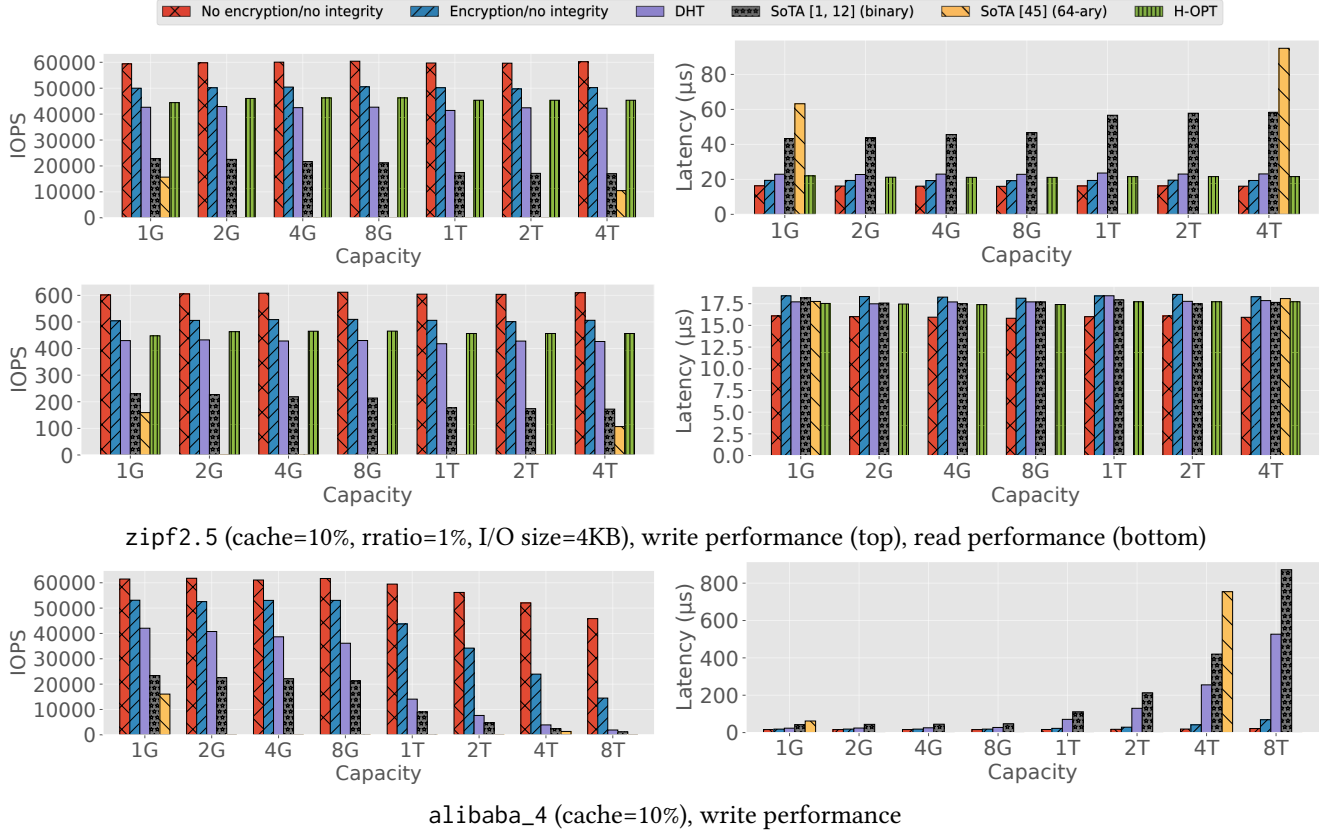 No encryption/no integrity Encryption/no integrity DHT SoTA [1, 12] (binary) SoTA [45] (64-ary) H-OPT
60000
50000
40000
30000
20000
10000
0
IOPS
1G 2G 4G 8G 1T 2T 4T
Capacity
80
60
40
20
0
Latency (µs)
1G 2G 4G 8G 1T 2T 4T
Capacity
600
500
400
300
200
100
0
IOPS
1G 2G 4G 8G 1T 2T 4T
Capacity
17.5
15.0
12.5
10.0
7.5
5.0
2.5
0.0
Latency (µs)
1G 2G 4G 8G 1T 2T 4T
Capacity
zipf2.5 (cache=10%, rratio=1%, I/O size=4KB), write performance (top), read performance (bottom)
60000
50000
40000
30000
20000
10000
0
IOPS
1G 2G 4G 8G 1T 2T 4T 8T
Capacity
800
600
400
200
0
Latency (µs)
1G 2G 4G 8G 1T 2T 4T 8T
Capacity
alibaba_4 (cache=10%), write performance